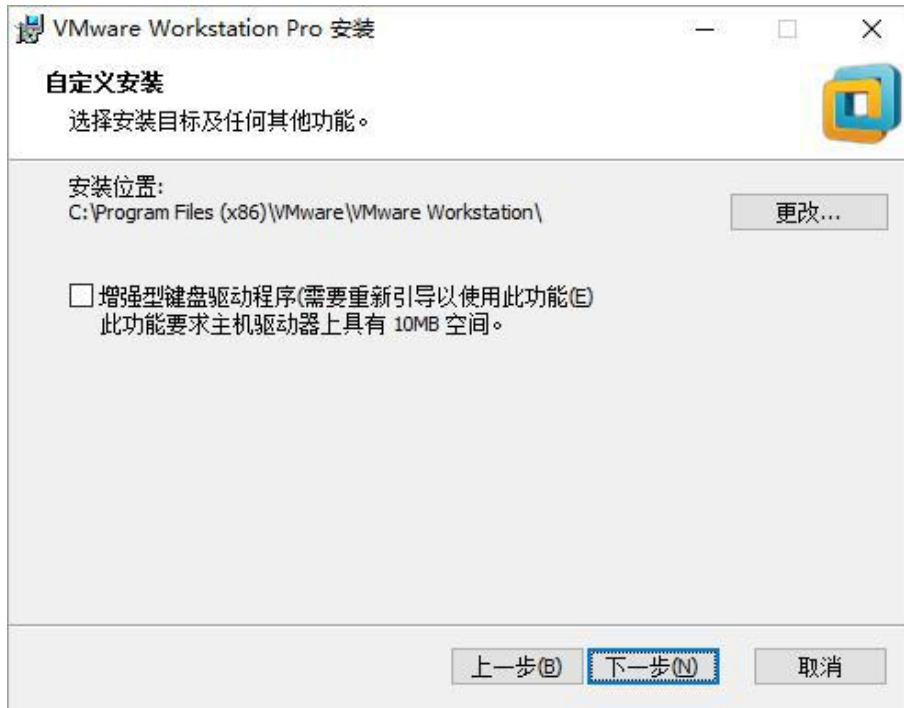 VMware Workstation Pro 安装
自定义安装
选择安装目标及任何其他功能。
安装位置:
C:\Program Files (x86)\VMware\VMware Workstation\
更改...
增强型键盘驱动程序(需要重新引导以使用此功能(E)
此功能要求主机驱动器上具有 10MB 空间。
上一步(B) 下一步(N) 取消